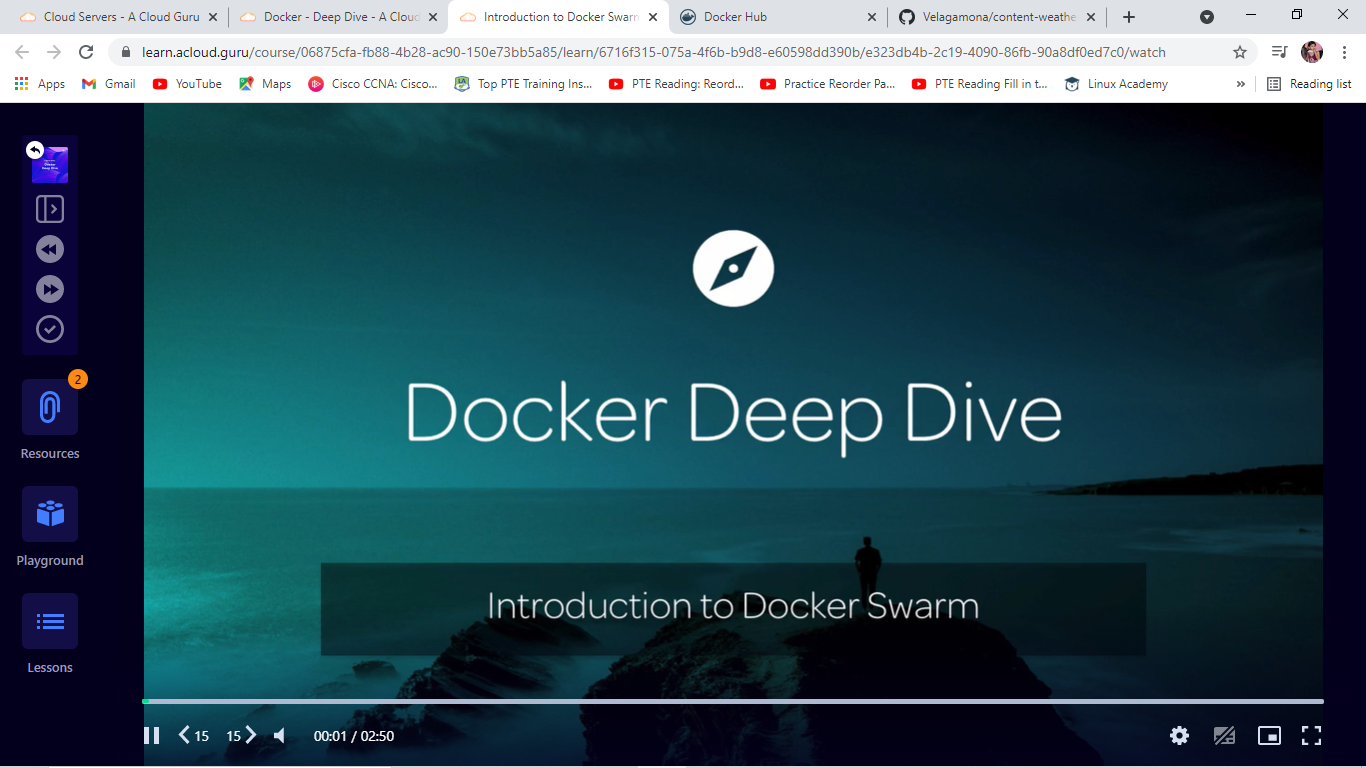 Cloud Servers - A Cloud Guru
Docker - Deep Dive - A Cloud
Introduction to Docker Swarm
Docker Hub
Velagamona/content-weathe
learn.acloud.guru/course/06875cfa-fb88-4b28-ac90-150e73bb5a85/learn/6716f315-075a-4f6b-b9d8-e60598dd390b/e323db4b-2c19-4090-86fb-90a8df0ed7c0/watch
Apps
Gmail
YouTube
Maps
Cisco CCNA: Cisco...
Top PTE Training Ins...
PTE Reading: Reord...
Practice Reorder Pa...
PTE Reading Fill in t...
Linux Academy
»
Reading list
2
Resources
Playground
Lessons
Docker Deep Dive
Introduction to Docker Swarm
15
15
00:01 / 02:50